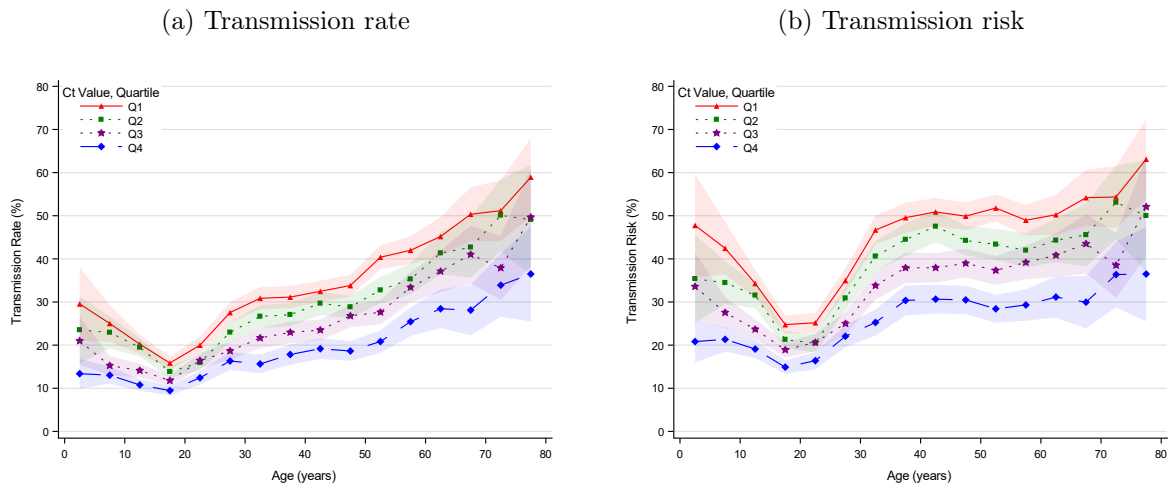 (a) Transmission rate
Ct Value, Quartile
Q1
Q2
Q3
Q4
Transmission Rate (%)
80
70
60
50
40
30
20
10
0
0 10 20 30 40 50 60 70 80
Age (years)
(b) Transmission risk
Ct Value, Quartile
Q1
Q2
Q3
Q4
Transmission Risk (%)
80
70
60
50
40
30
20
10
0
0 10 20 30 40 50 60 70 80
Age (years)